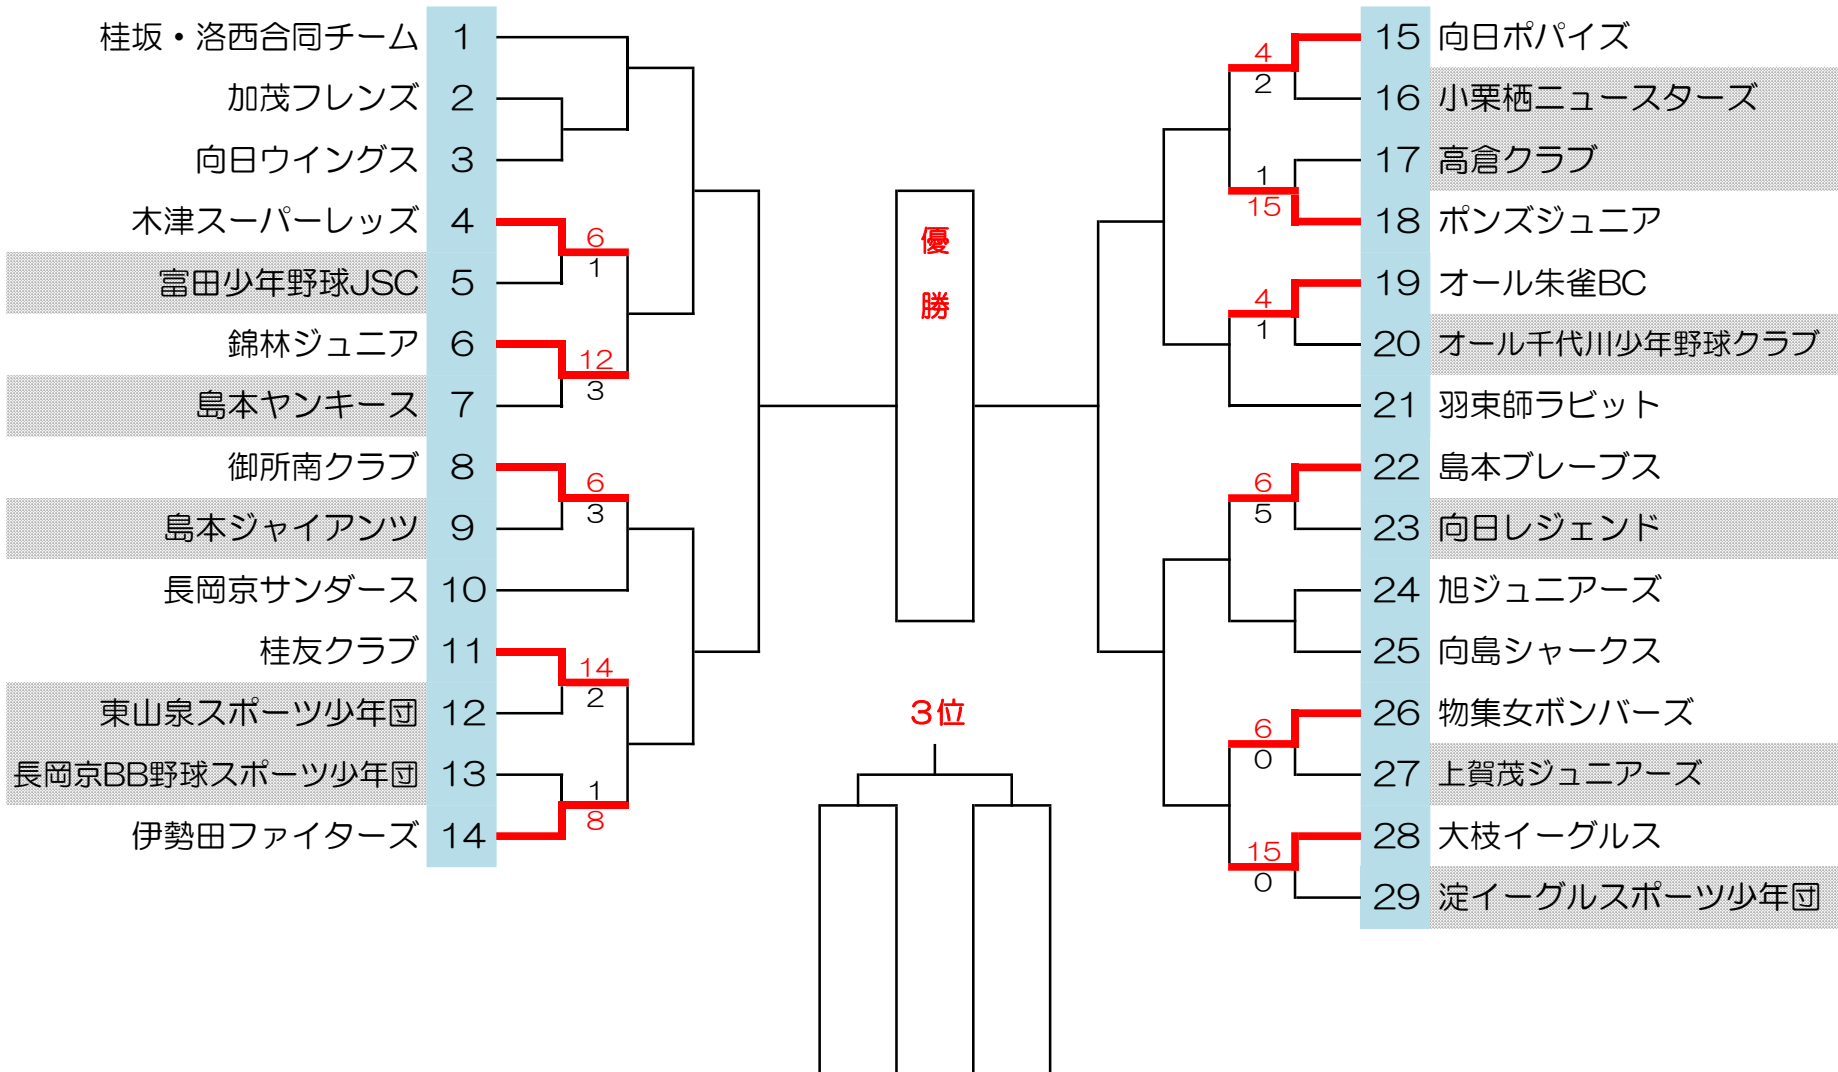 桂坂・洛西合同チーム 1
加茂フレンズ 2
向日ウイングス 3
木津スーパーレッズ 4
6
1
富田少年野球JSC 5
錦林ジュニア 6
12
3
島本ヤンキース 7
御所南クラブ 8
6
3
島本ジャイアンツ 9
長岡京サンダース 10
桂友クラブ 11
14
2
東山泉スポーツ少年団 12
長岡京BB野球スポーツ少年団 13
1
8
伊勢田ファイターズ 14
優
勝
3位
15 向日ポパイズ
4
2
16 小栗栖ニュースターズ
17 高倉クラブ
1
15
18 ポンズジュニア
19 オール朱雀BC
4
1
20 オール千代川少年野球クラブ
21 羽束師ラビット
22 島本ブレーブス
6
5
23 向日レジェンド
24 旭ジュニアーズ
25 向島シャークス
26 物集女ボンバーズ
6
0
27 上賀茂ジュニアーズ
28 大枝イーグルス
15
0
29 淀イーグルスポーツ少年団